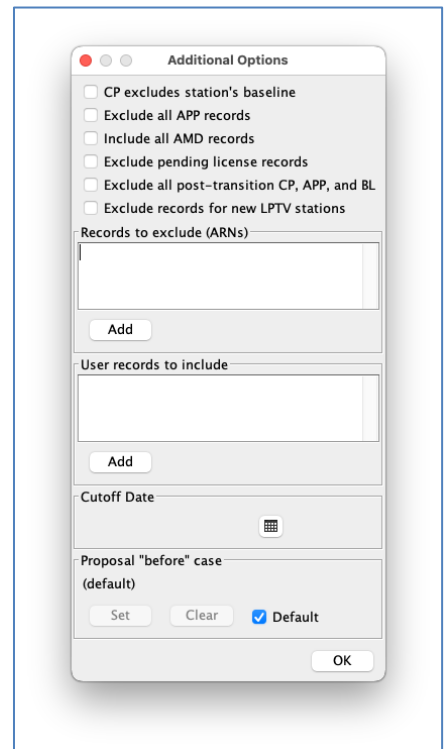 Additional Options
CP excludes station's baseline
Exclude all APP records
Include all AMD records
Exclude pending license records
Exclude all post-transition CP, APP, and BL
Exclude records for new LPTV stations
Records to exclude (ARNs)
Add
User records to include
Add
Cutoff Date
Proposal "before" case
(default)
Set Clear Default
OK